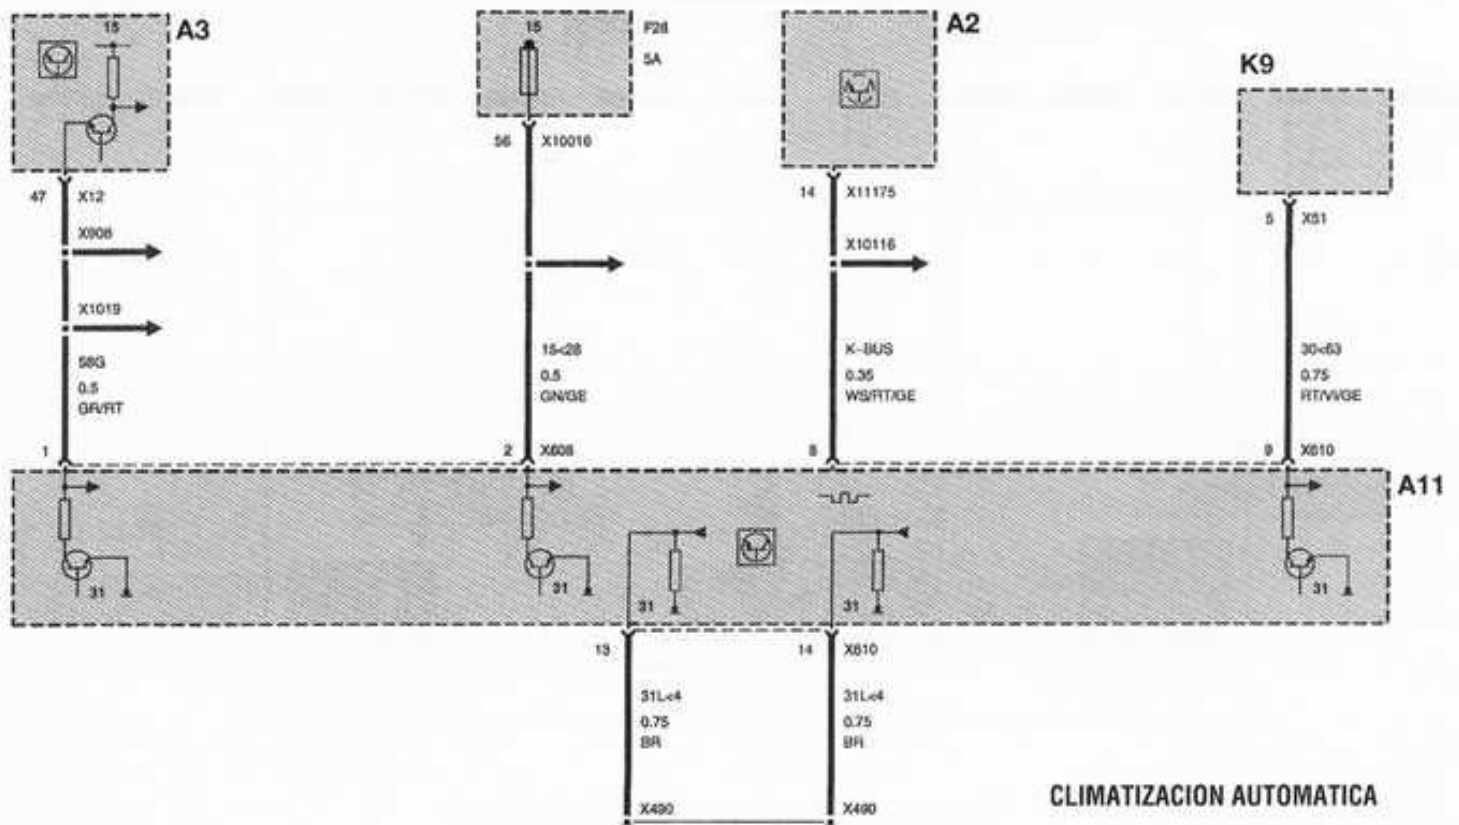 A3
15
15
F28
5A
A2
K9
47
X12
56
X10016
14
X11175
5
X51
X908
X10116
X1019
58G
0.5
GR/RT
15<28
0.5
GN/GE
K--BUS
0.35
WS/RT/GE
30<63
0.75
RT/VI/GE
1
2
X608
8
9
X610
A11
31
31
31
31
31
13
14
X610
31L<4
0.75
BR
31L<4
0.75
BR
X490
X490
CLIMATIZACION AUTOMATICA